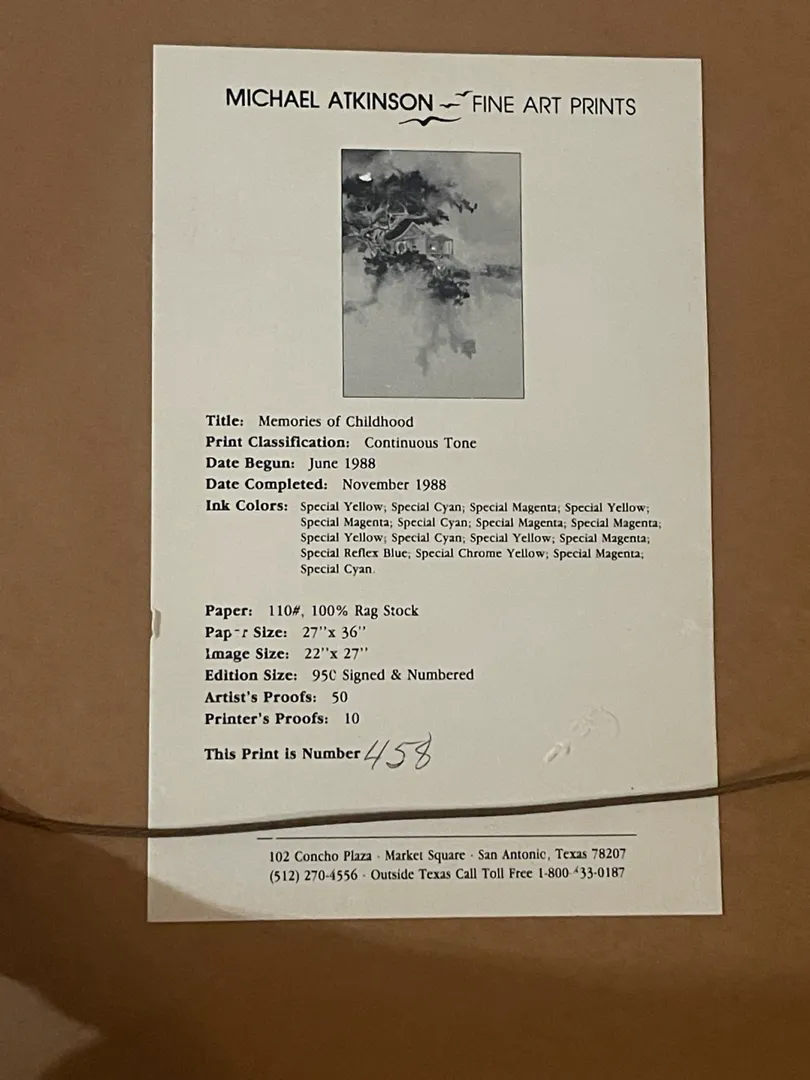 MICHAEL ATKINSON FINE ART PRINTS
Title: Memories of Childhood
Print Classification: Continuous Tone
Date Begun: June 1988
Date Completed: November 1988
Ink Colors: Special Yellow; Special Cyan; Special Magenta; Special Yellow;
Special Magenta; Special Cyan; Special Magenta; Special Magenta;
Special Yellow; Special Cyan; Special Yellow; Special Magenta;
Special Reflex Blue; Special Chrome Yellow; Special Magenta;
Special Cyan.
Paper: 110#, 100% Rag Stock
Paper Size: 27"x 36"
Image Size: 22"x 27"
Edition Size: 950 Signed & Numbered
Artist's Proofs: 50
Printer's Proofs: 10
This Print is Number 458
102 Concho Plaza · Market Square · San Antonio, Texas 78207
(512) 270-4556 · Outside Texas Call Toll Free 1-800-433-0187